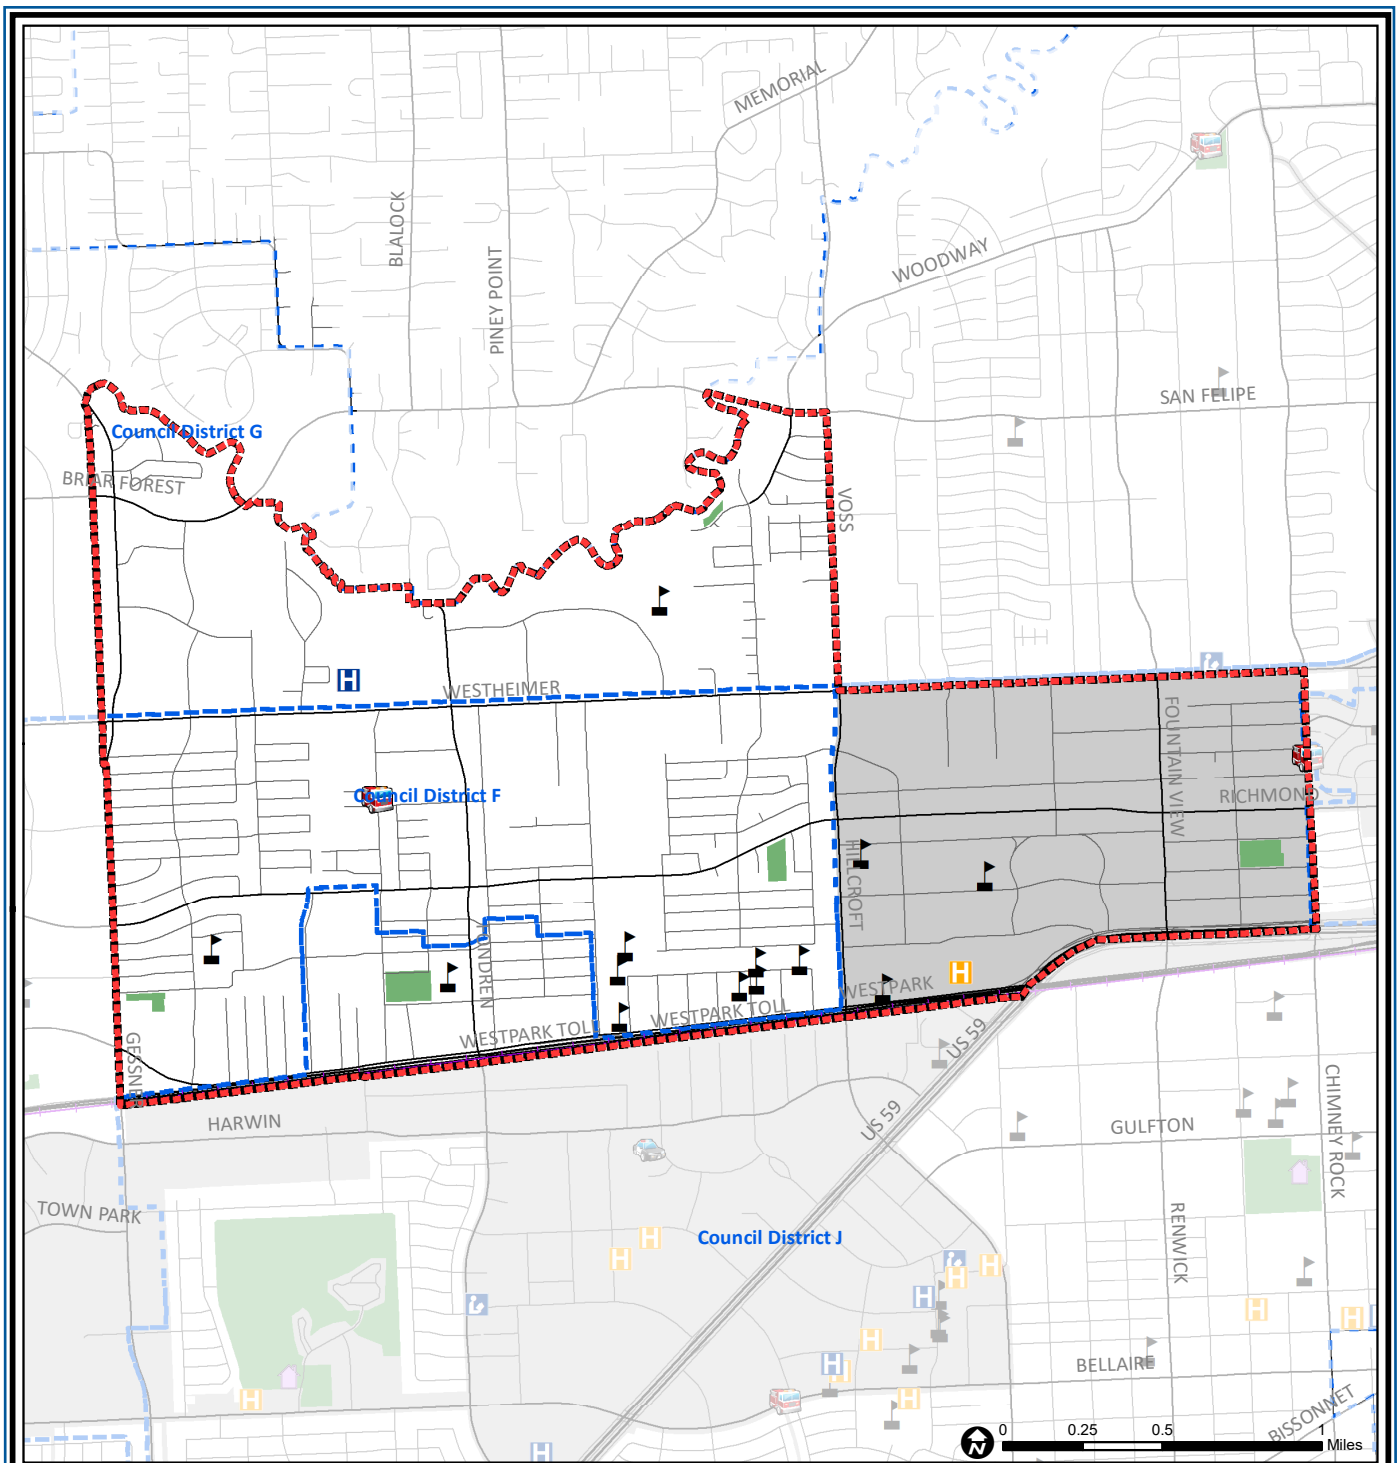 MEMORIAL
BLALOCK
PINEY POINT
WOODWAY
SAN FELIPE
Council District G
BRIAR FOREST
VOSS
H
WESTHEIMER
FOUNTAIN VIEW
Council District F
RICHMOND
HILLCROFT
H
WESTPARK
WESTPARK TOLL
WESTPARK TOLL
GESSNE
US 59
HARWIN
US 59
GULFTON
CHIMNEY ROCK
TOWN PARK
RENWICK
Council District J
H
H
H
H
H
H
H
H
H
H
H
H
H
BELLAIRE
BISSONNET
H
N
0 0.25 0.5 1
Miles